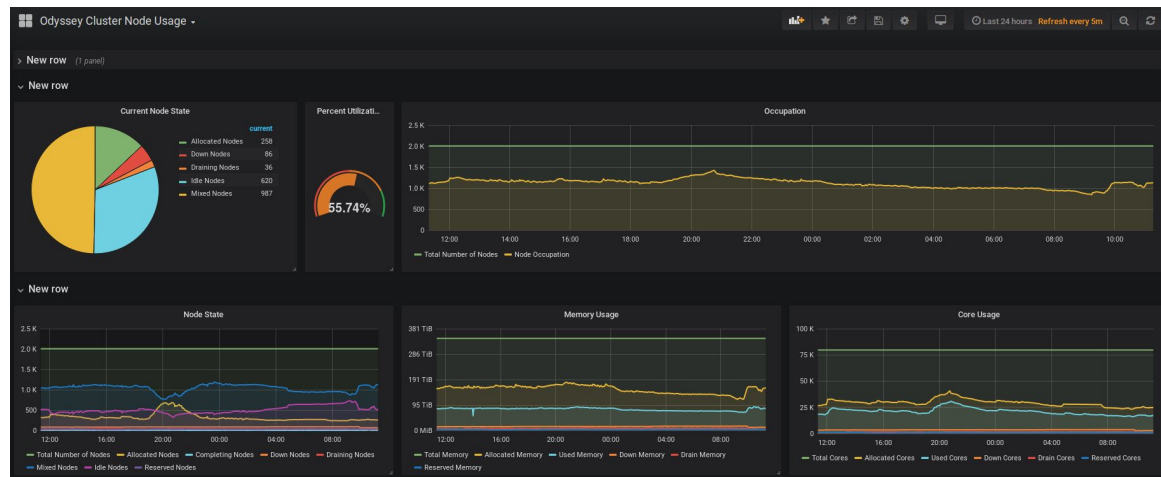 Odyssey Cluster Node Usage
Last 24 hours Refresh every 5m
New row (1 panel)
New row
Current Node State
current
Allocated Nodes 258
Down Nodes 86
Draining Nodes 36
Idle Nodes 620
Mixed Nodes 987
Percent Utilizati...
55.74%
Occupation
2.5 K
2.0 K
1.5 K
1.0 K
500
0
12:00 14:00 16:00 18:00 20:00 22:00 00:00 02:00 04:00 06:00 08:00 10:00
Total Number of Nodes Node Occupation
New row
Node State
2.5 K
2.0 K
1.5 K
1.0 K
500
0
12:00 16:00 20:00 00:00 04:00 08:00
Total Number of Nodes Allocated Nodes Completing Nodes Down Nodes Draining Nodes
Mixed Nodes Idle Nodes Reserved Nodes
Memory Usage
381 TiB
286 TiB
191 TiB
95 TiB
0 MiB
12:00 16:00 20:00 00:00 04:00 08:00
Total Memory Allocated Memory Used Memory Down Memory Drain Memory
Reserved Memory
Core Usage
100 K
75 K
50 K
25 K
0
12:00 16:00 20:00 00:00 04:00 08:00
Total Cores Allocated Cores Used Cores Down Cores Drain Cores Reserved Cores